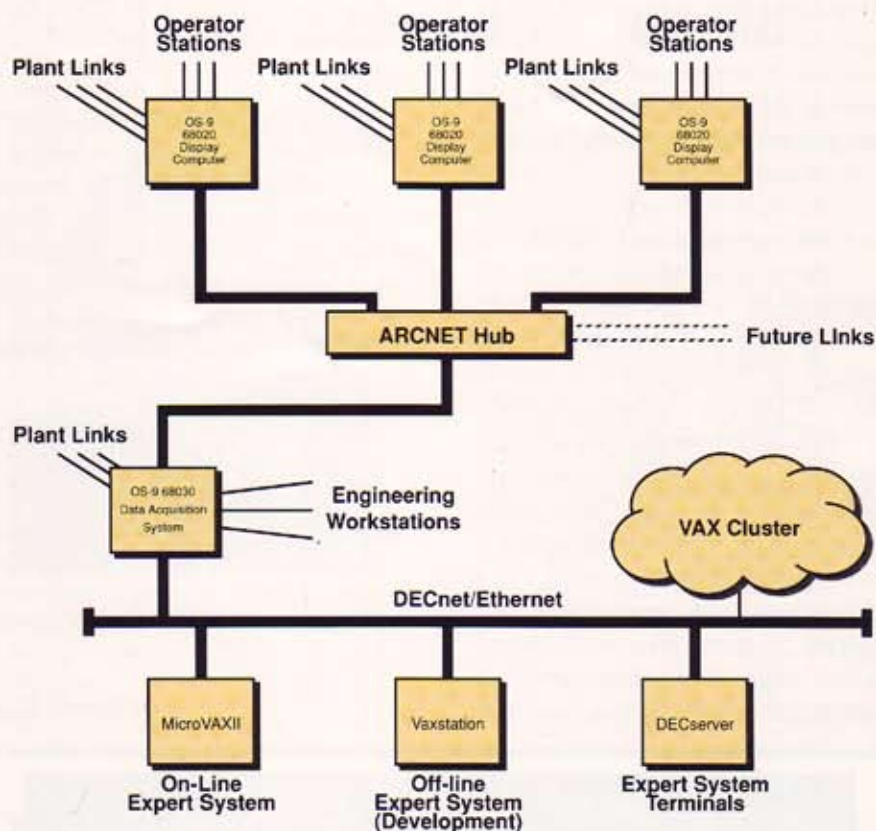 Operator
Stations
Operator
Stations
Operator
Stations
Plant Links
Plant Links
Plant Links
OS-9
68020
Display
Computer
OS-9
68020
Display
Computer
OS-9
68020
Display
Computer
ARCNET Hub
Future LInks
Plant Links
OS-9 68030
Data Acquisition
System
Engineering
Workstations
VAX Cluster
DECnet/Ethernet
MicroVAXII
Vaxstation
DECserver
On-Line
Expert System
Off-line
Expert System
(Development)
Expert System
Terminals